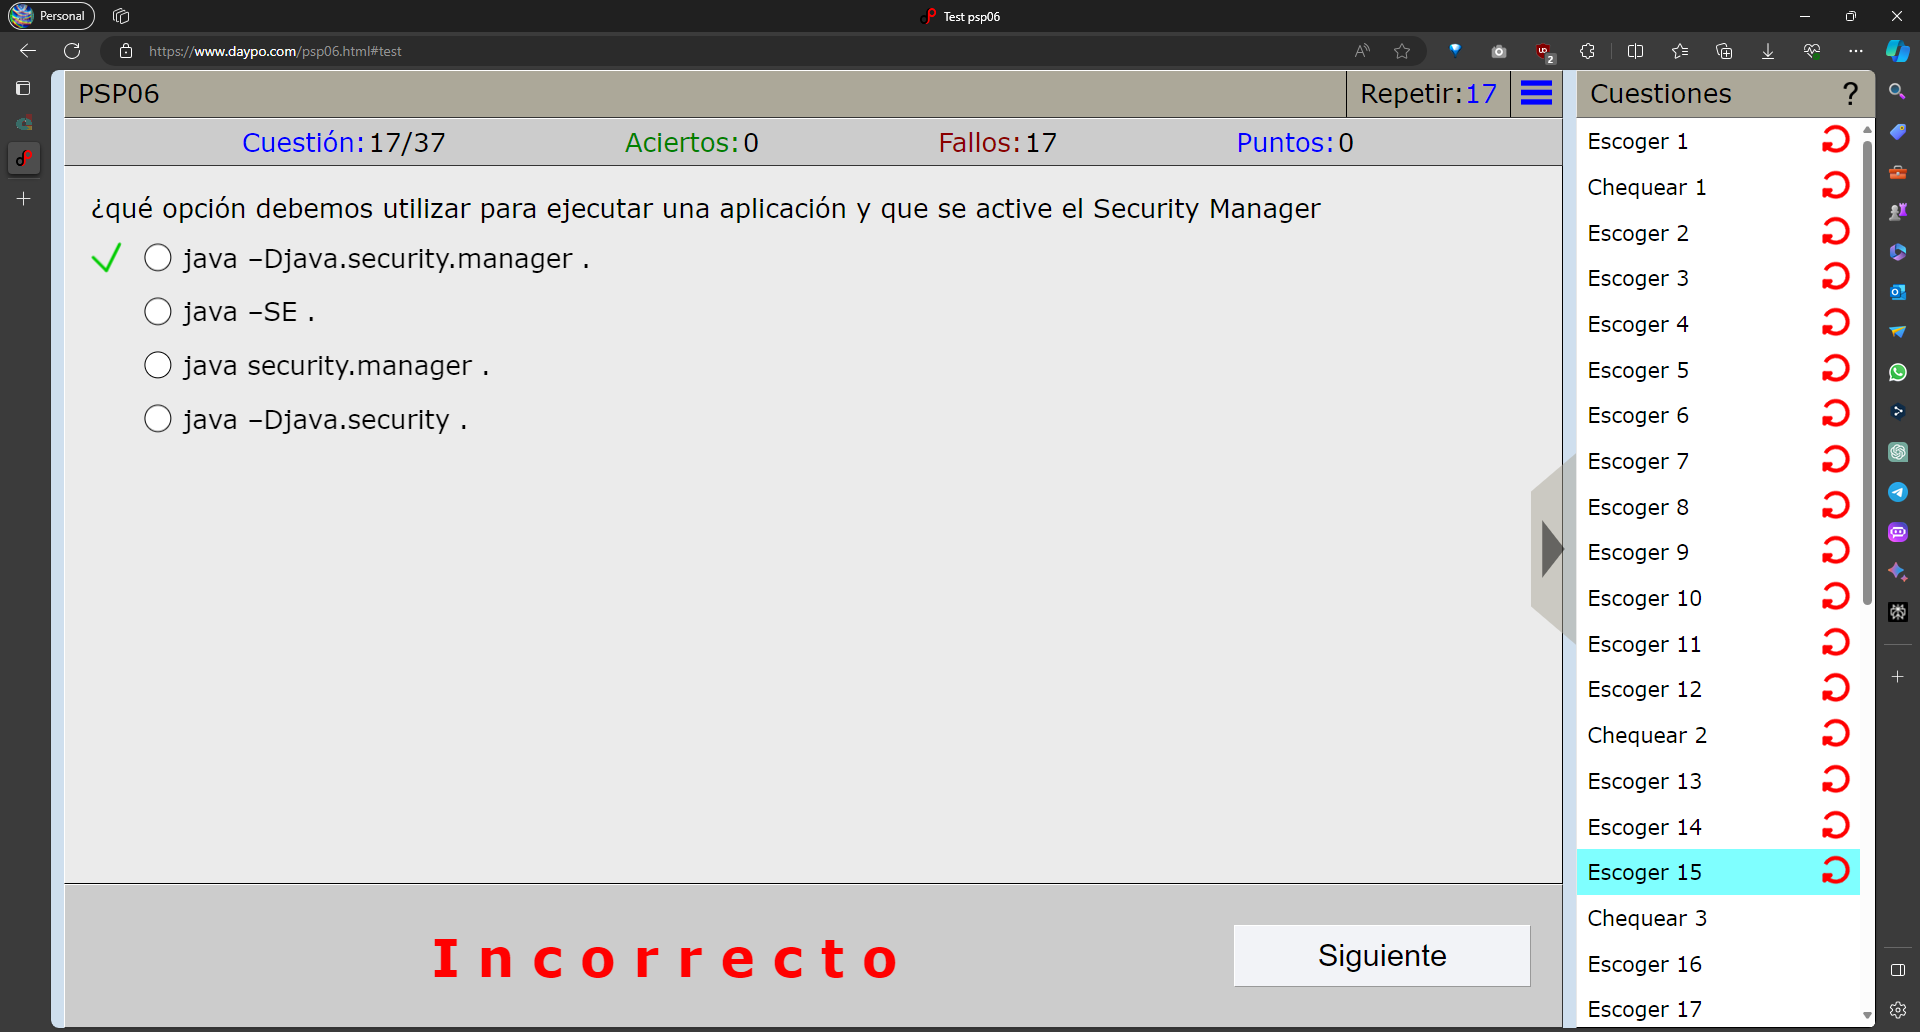 Personal
Test psp06
https://www.daypo.com/psp06.html#test
PSP06
Repetir:17
Cuestión:17/37
Aciertos:0
Fallos:17
Puntos:0
¿qué opción debemos utilizar para ejecutar una aplicación y que se active el Security Manager
java –Djava.security.manager .
java –SE .
java security.manager .
java –Djava.security .
Incorrecto
Siguiente
Cuestiones ?
Escoger 1
Chequear 1
Escoger 2
Escoger 3
Escoger 4
Escoger 5
Escoger 6
Escoger 7
Escoger 8
Escoger 9
Escoger 10
Escoger 11
Escoger 12
Chequear 2
Escoger 13
Escoger 14
Escoger 15
Chequear 3
Escoger 16
Escoger 17
2